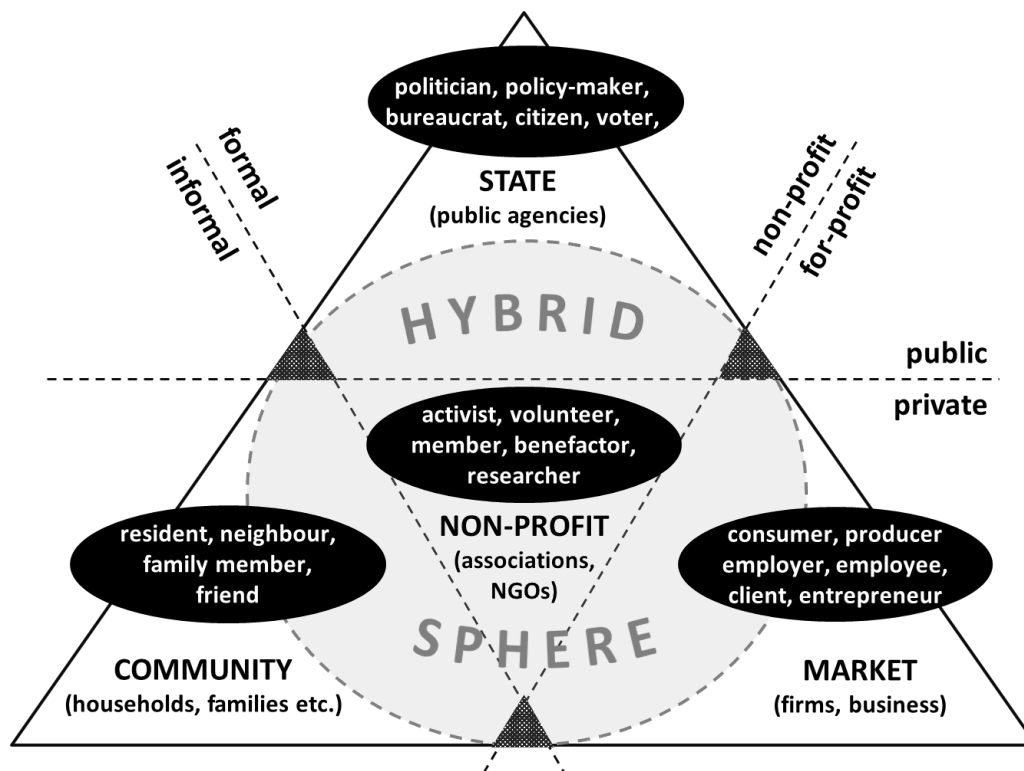 politician, policy-maker,
bureaucrat, citizen, voter,
formal
informal
non-profit
for-profit
STATE
(public agencies)
HYBRID
public
private
activist, volunteer,
member, benefactor,
researcher
NON-PROFIT
(associations,
NGOs)
resident, neighbour,
family member,
friend
consumer, producer
employer, employee,
client, entrepreneur
SPHERE
COMMUNITY
(households, families etc.)
MARKET
(firms, business)